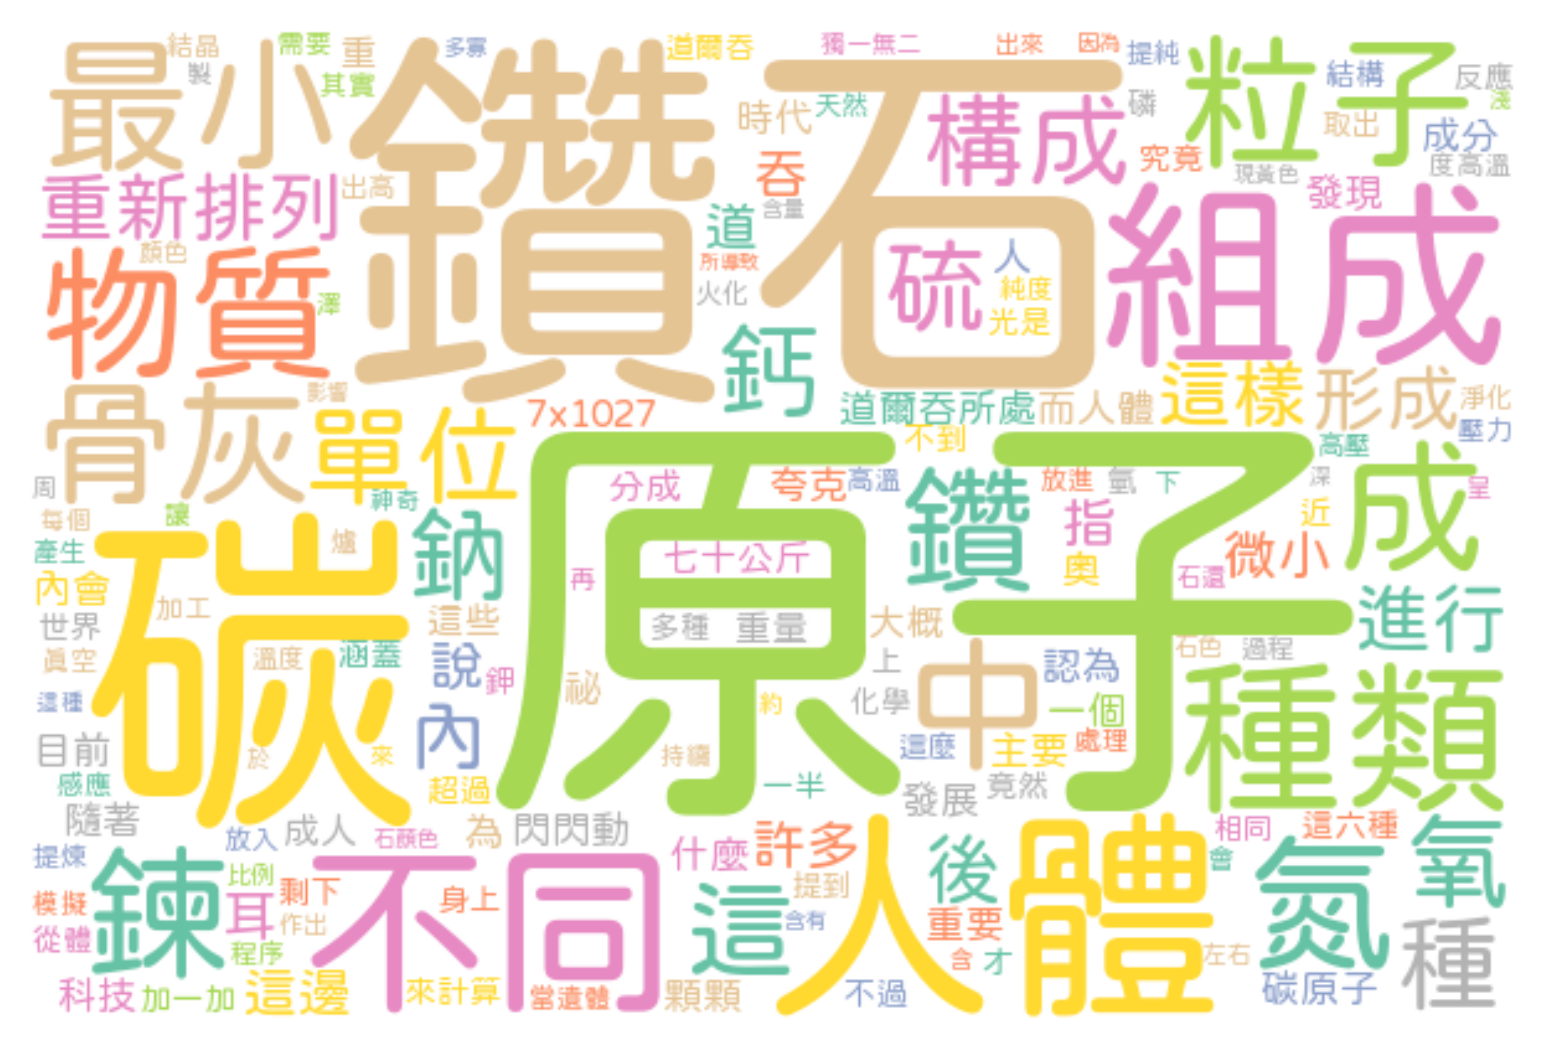 結晶
需要
重
多寡
道爾吞
獨一無二
出來
因為
提純
最小
鑽石
粒子
製
其實
結構
反應
淺
時代
天然
構成
磷
取出
成分
吞
究竟
度高溫
現黃色
發現
重新排列
出高
含量
道
組成
顏色
所導致
硫
人
純度
光是
物質
澤
火化
鈣
影響
骨灰
單位
7x1027
道爾吞所處
而人體
這樣
形成
淨化
壓力
不到
高壓
原子
周
神奇
分成
夸克
高溫
鑽
放進
氫
下
深
成
呈
每個
讓
指
近
產生
爐
鈉
七十公斤
奧
微小
內會
碳
再
石還
加工
這些
多種
重量
大概
進行
世界
真空
溫度
涵蓋
說
鉀
祕
上
中
認為
石色
過程
這種
內
約
化學
一個
種類
目前
於
來
持續
這麼
主要
處理
感應
超過
一半
發展
竟然
隨著
放入
成人
石顏色
為
閃閃動
什麼
許多
人體
後
相同
這六種
氧
提煉
鍊
比例
剩下
不同
會
氮
模擬
耳
作出
身上
這
提到
含有
重要
種
從體
程序
含
才
左右
科技
加一加
這邊
來計算
當遺體
顆顆
不過
碳原子